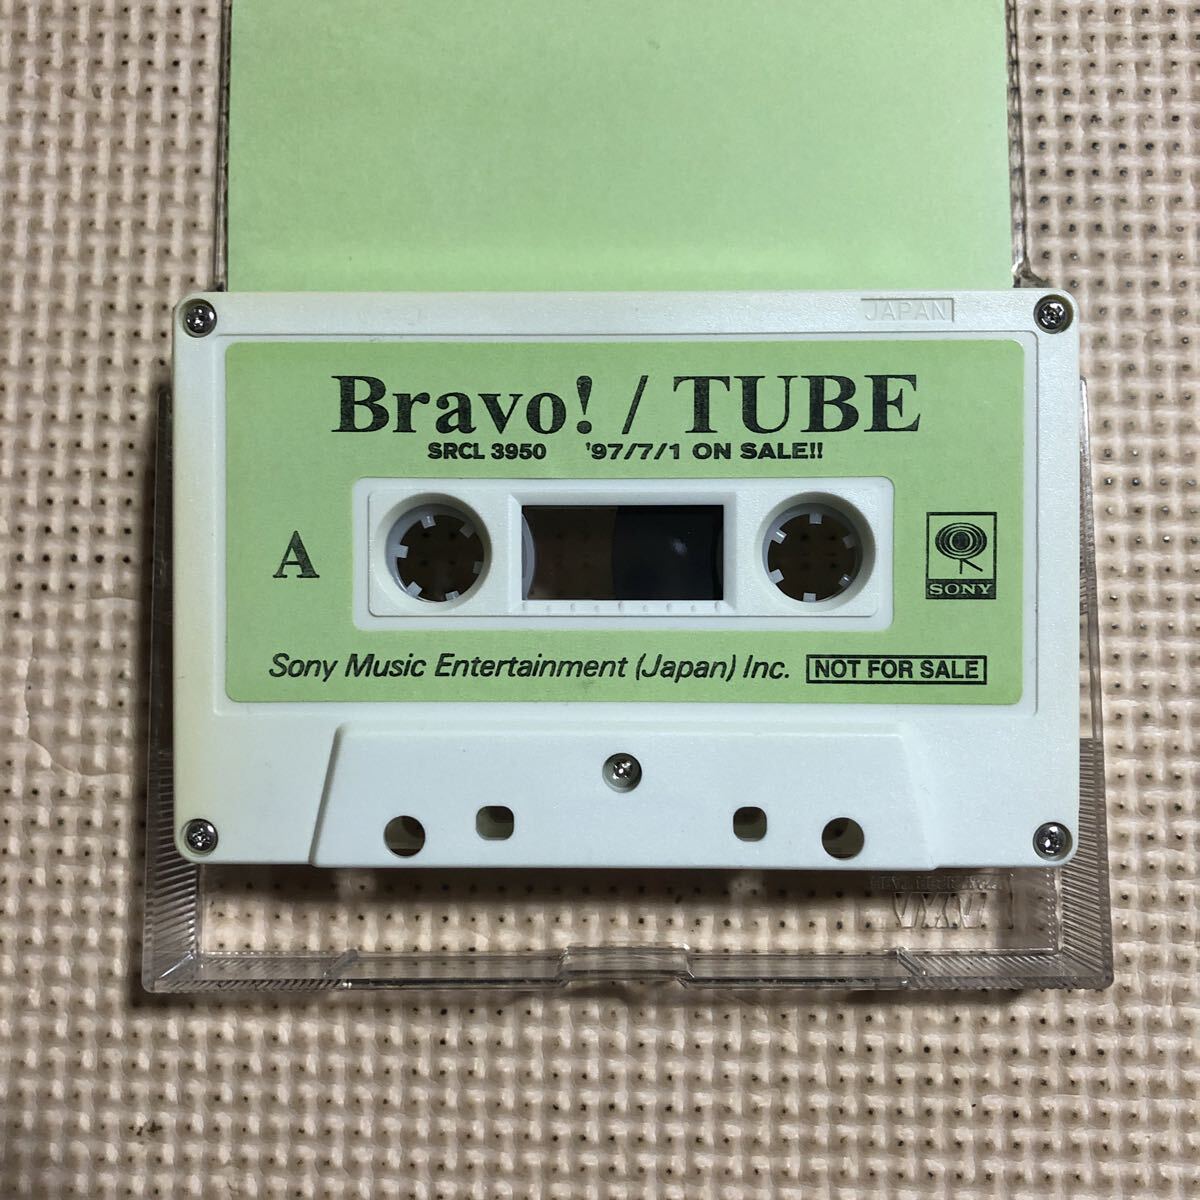 JAPAN
Bravo! / TUBE
SRCL 3950 '97/7/1 ON SALE!!
A
SONY
Sony Music Entertainment (Japan) Inc. NOT FOR SALE